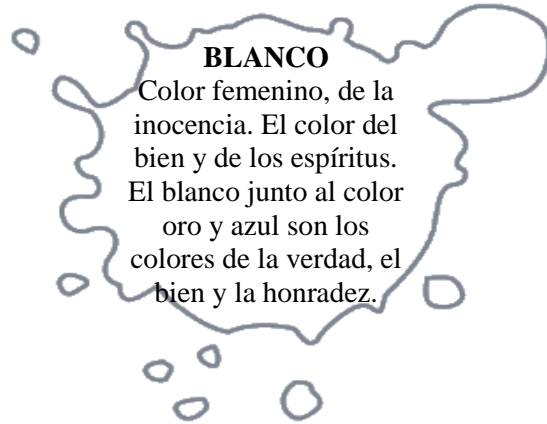 BLANCO
Color femenino, de la
inocencia. El color del
bien y de los espíritus.
El blanco junto al color
oro y azul son los
colores de la verdad, el
bien y la honradez.